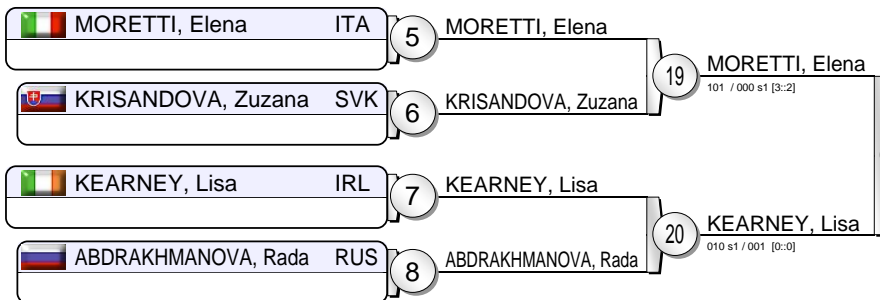 MORETTI, Elena ITA
5
MORETTI, Elena
KRISANDOVA, Zuzana SVK
6
KRISANDOVA, Zuzana
19
MORETTI, Elena
101 / 000 s1 [3::2]
KEARNEY, Lisa IRL
7
KEARNEY, Lisa
ABDRAKHMANOVA, Rada RUS
8
ABDRAKHMANOVA, Rada
20
KEARNEY, Lisa
010 s1 / 001 [0::0]